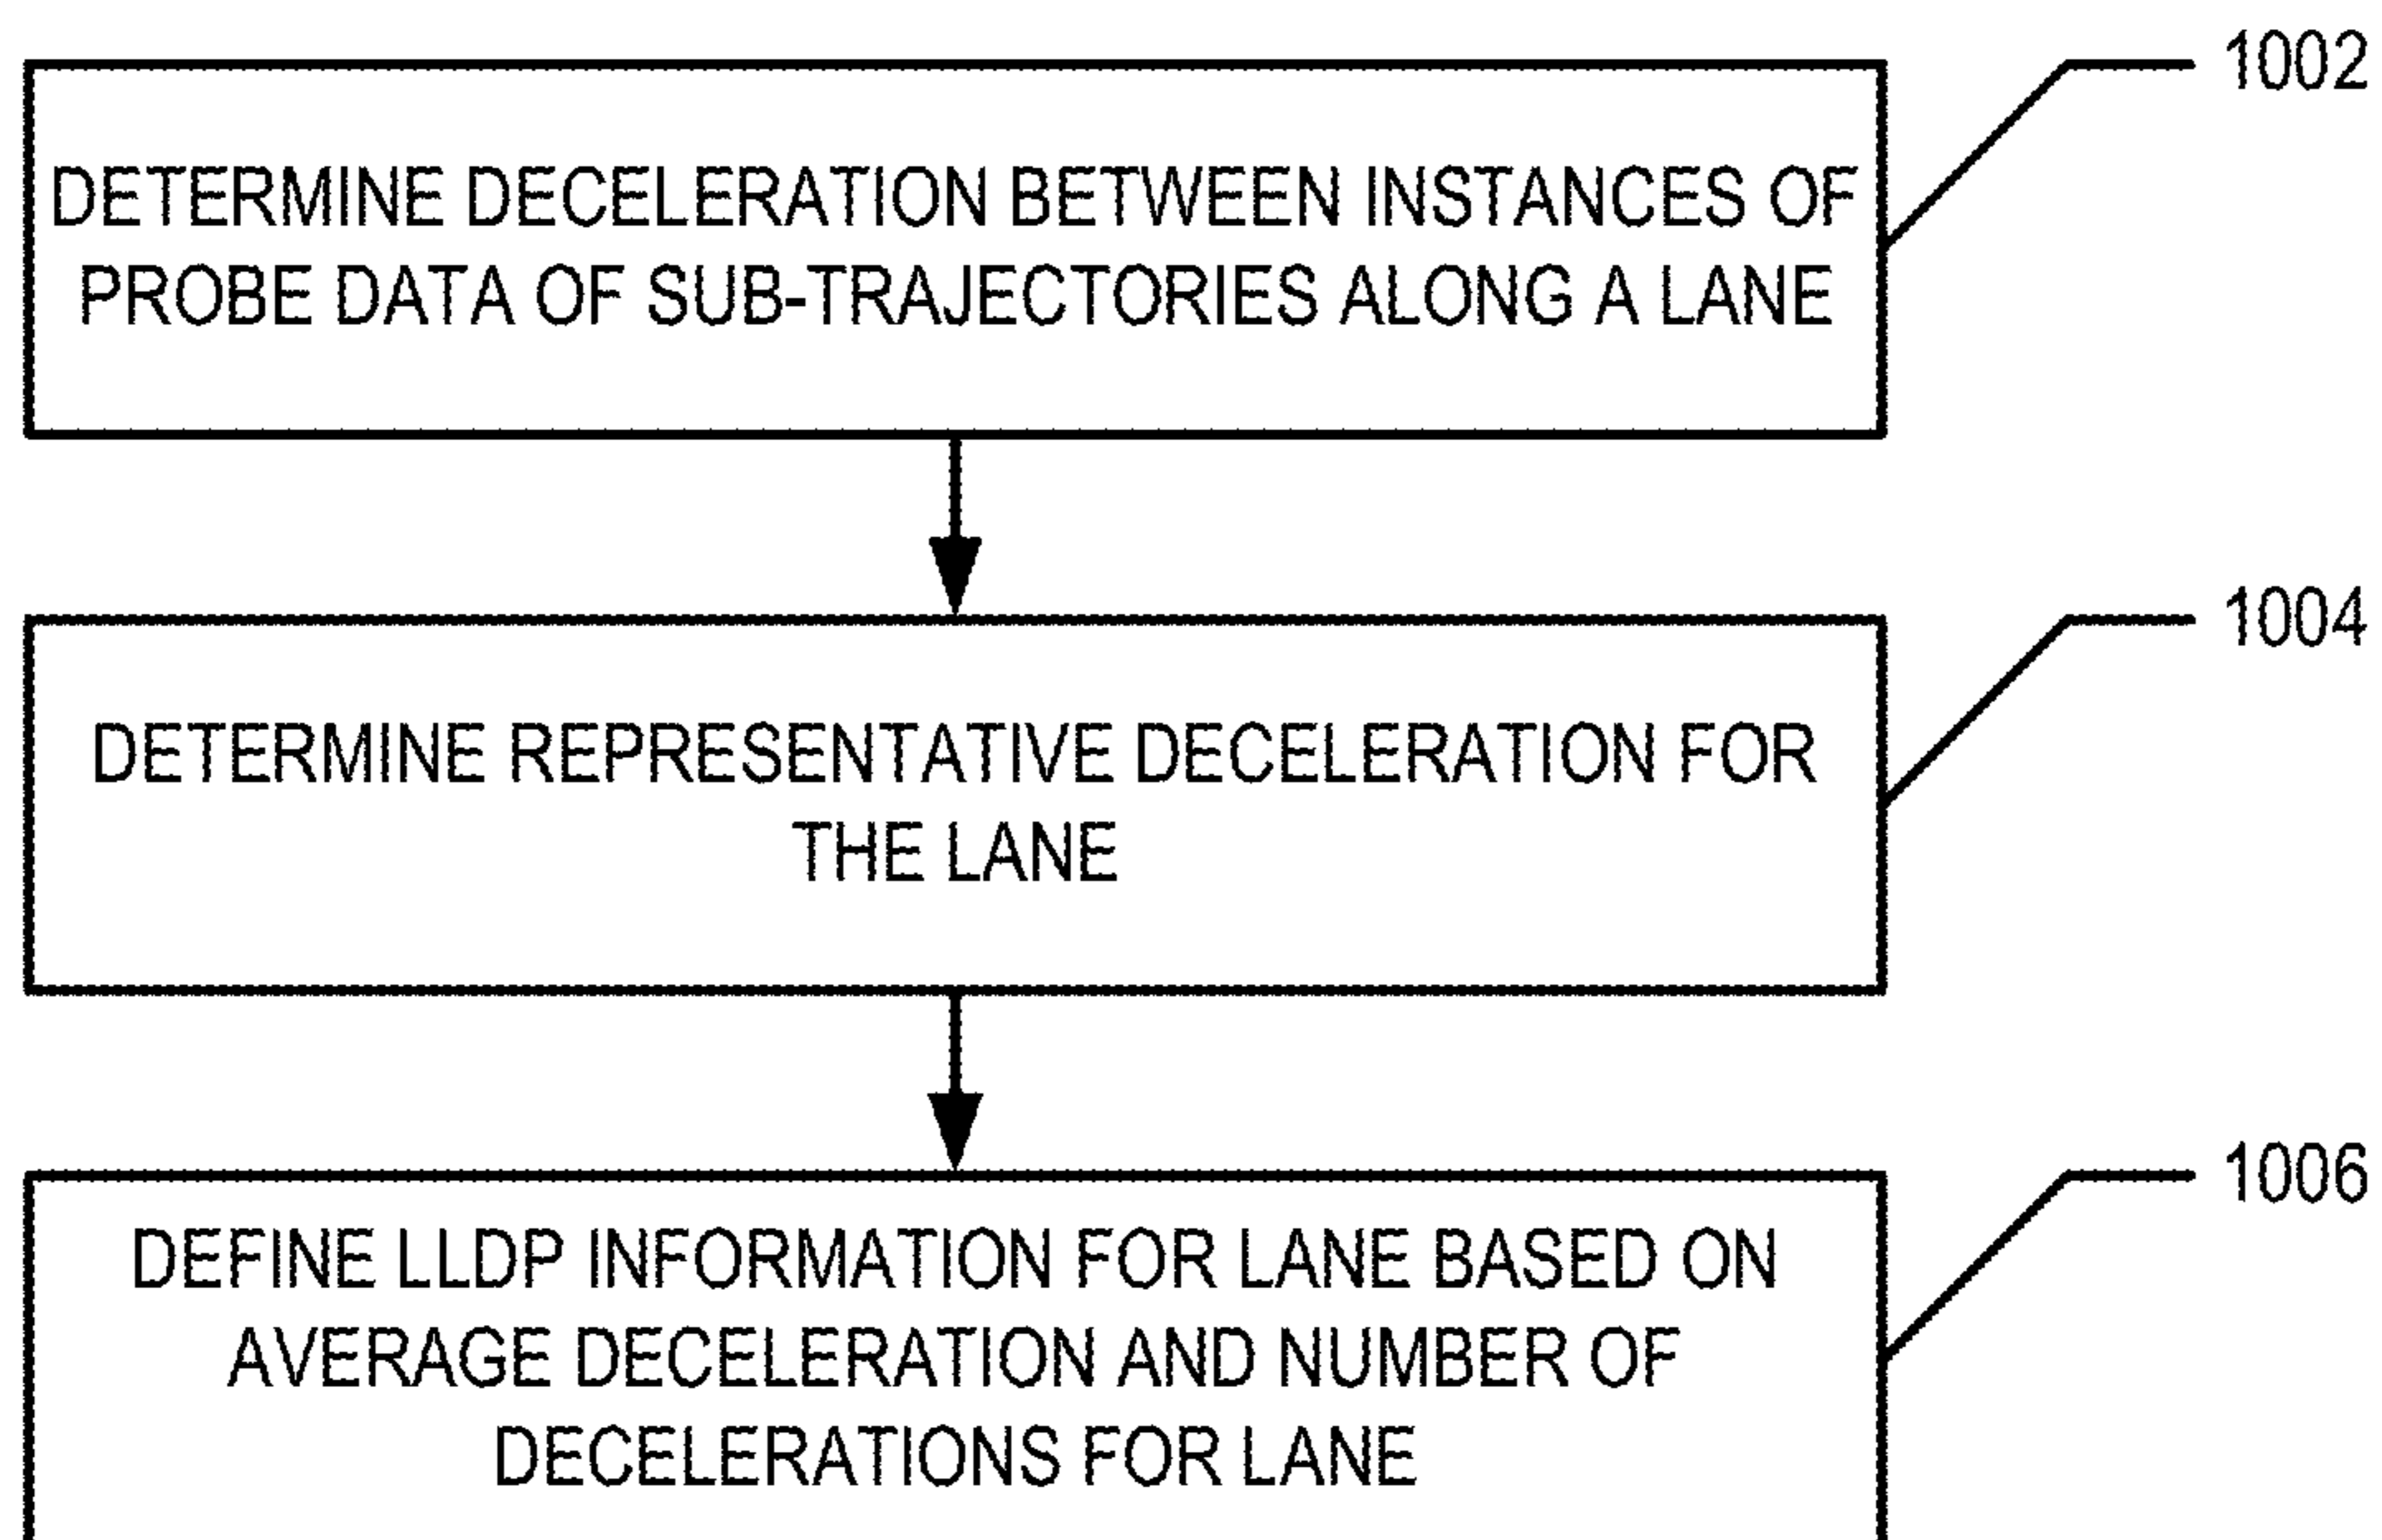 1002
DETERMINE DECELERATION BETWEEN INSTANCES OF
PROBE DATA OF SUB-TRAJECTORIES ALONG A LANE
1004
DETERMINE REPRESENTATIVE DECELERATION FOR
THE LANE
1006
DEFINE LLDP INFORMATION FOR LANE BASED ON
AVERAGE DECELERATION AND NUMBER OF
DECELERATIONS FOR LANE